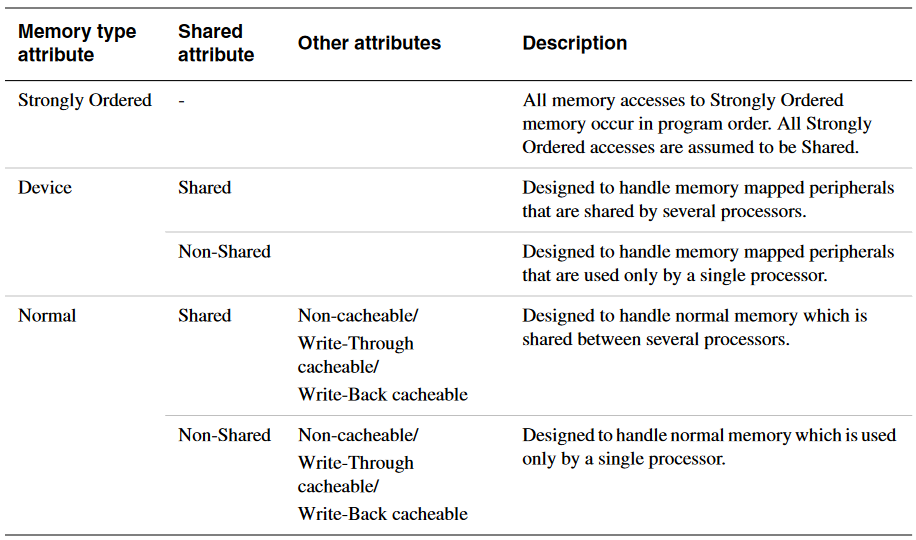 Memory type attribute Shared attribute Other attributes Description
Strongly Ordered - All memory accesses to Strongly Ordered
memory occur in program order. All Strongly
Ordered accesses are assumed to be Shared.
Device Shared Designed to handle memory mapped peripherals
that are shared by several processors.
Non-Shared Designed to handle memory mapped peripherals
that are used only by a single processor.
Normal Shared Non-cacheable/ Designed to handle normal memory which is
Write-Through shared between several processors.
cacheable/
Write-Back cacheable
Non-Shared Non-cacheable/ Designed to handle normal memory which is used
Write-Through only by a single processor.
cacheable/
Write-Back cacheable